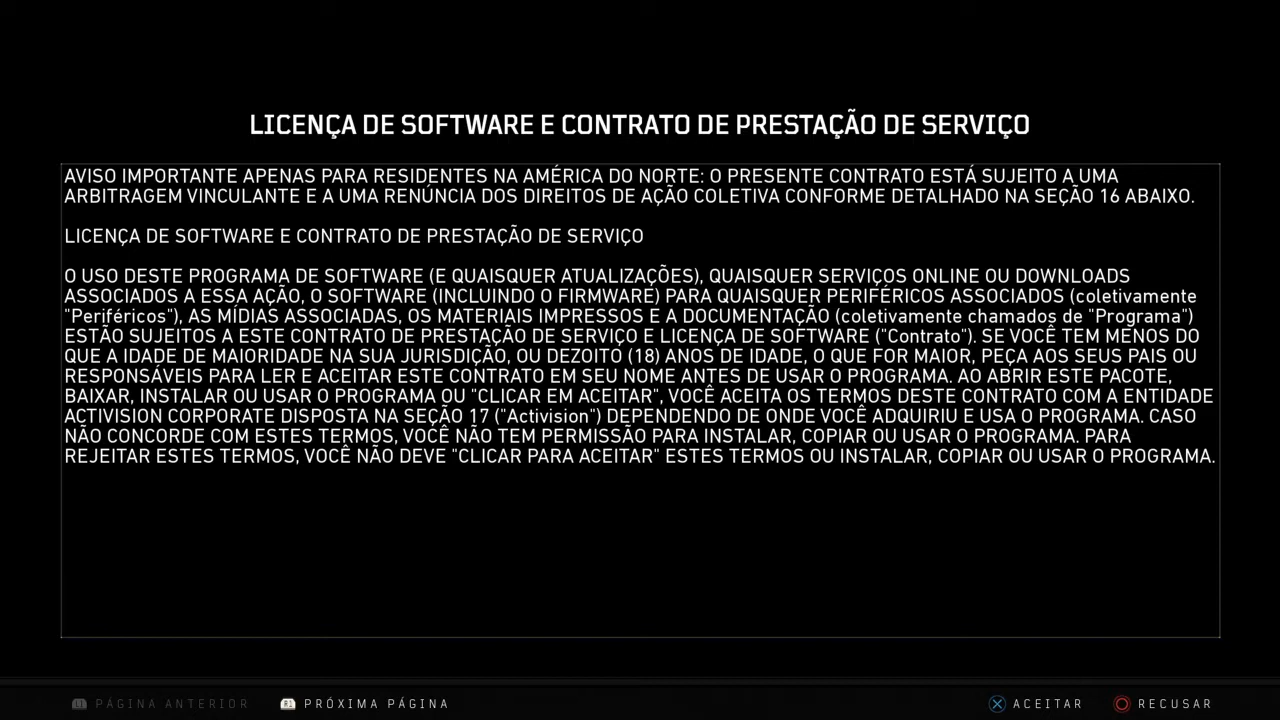 LICENÇA DE SOFTWARE E CONTRATO DE PRESTAÇÃO DE SERVIÇO
AVISO IMPORTANTE APENAS PARA RESIDENTES NA AMÉRICA DO NORTE: O PRESENTE CONTRATO ESTÁ SUJEITO A UMA
ARBITRAGEM VINCULANTE E A UMA RENÚNCIA DOS DIREITOS DE AÇÃO COLETIVA CONFORME DETALHADO NA SEÇÃO 16 ABAIXO.
LICENÇA DE SOFTWARE E CONTRATO DE PRESTAÇÃO DE SERVIÇO
O USO DESTE PROGRAMA DE SOFTWARE (E QUAISQUER ATUALIZAÇÕES), QUAISQUER SERVIÇOS ONLINE OU DOWNLOADS
ASSOCIADOS A ESSA AÇÃO, O SOFTWARE (INCLUINDO O FIRMWARE) PARA QUAISQUER PERIFÉRICOS ASSOCIADOS (coletivamente
"Periféricos"), AS MÍDIAS ASSOCIADAS, OS MATERIAIS IMPRESSOS E A DOCUMENTAÇÃO (coletivamente chamados de "Programa")
ESTÃO SUJEITOS A ESTE CONTRATO DE PRESTAÇÃO DE SERVIÇO E LICENÇA DE SOFTWARE ("Contrato"). SE VOCÊ TEM MENOS DO
QUE A IDADE DE MAIORIDADE NA SUA JURISDIÇÃO, OU DEZOITO (18) ANOS DE IDADE, O QUE FOR MAIOR, PEÇA AOS SEUS PAIS OU
RESPONSÁVEIS PARA LER E ACEITAR ESTE CONTRATO EM SEU NOME ANTES DE USAR O PROGRAMA. AO ABRIR ESTE PACOTE,
BAIXAR, INSTALAR OU USAR O PROGRAMA OU "CLICAR EM ACEITAR", VOCÊ ACEITA OS TERMOS DESTE CONTRATO COM A ENTIDADE
ACTIVISION CORPORATE DISPOSTA NA SEÇÃO 17 ("Activision") DEPENDENDO DE ONDE VOCÊ ADQUIRIU E USA O PROGRAMA. CASO
NÃO CONCORDE COM ESTES TERMOS, VOCÊ NÃO TEM PERMISSÃO PARA INSTALAR, COPIAR OU USAR O PROGRAMA. PARA
REJEITAR ESTES TERMOS, VOCÊ NÃO DEVE "CLICAR PARA ACEITAR" ESTES TERMOS OU INSTALAR, COPIAR OU USAR O PROGRAMA.
L1 PÁGINA ANTERIOR R1 PRÓXIMA PÁGINA ACEITAR RECUSAR